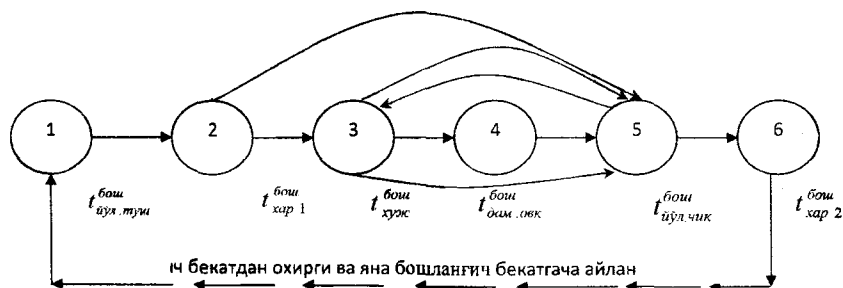 1 2 3 4 5 6
t бош йўл.туш t бош хар 1 t бош хуж t бош дам.овк t бош йўл.чик t бош хар 2
ıч бекатдан охирги ва яна бошланғич бекатгача айлан